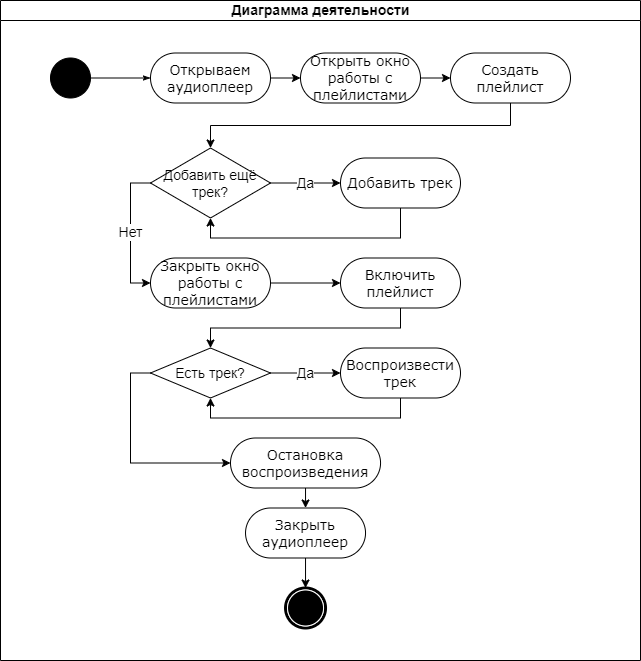 Диаграмма деятельности
Открываем
аудиоплеер
Открыть окно
работы с
плейлистами
Создать
плейлист
Добавить ещё
трек?
Да
Добавить трек
Нет
Закрыть окно
работы с
плейлистами
Включить
плейлист
Есть трек?
Да
Воспроизвести
трек
Остановка
воспроизведения
Закрыть
аудиоплеер